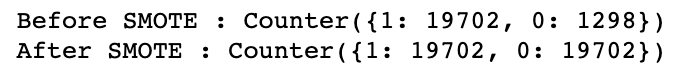 Before SMOTE : Counter({1: 19702, 0: 1298})
After SMOTE : Counter({1: 19702, 0: 19702})